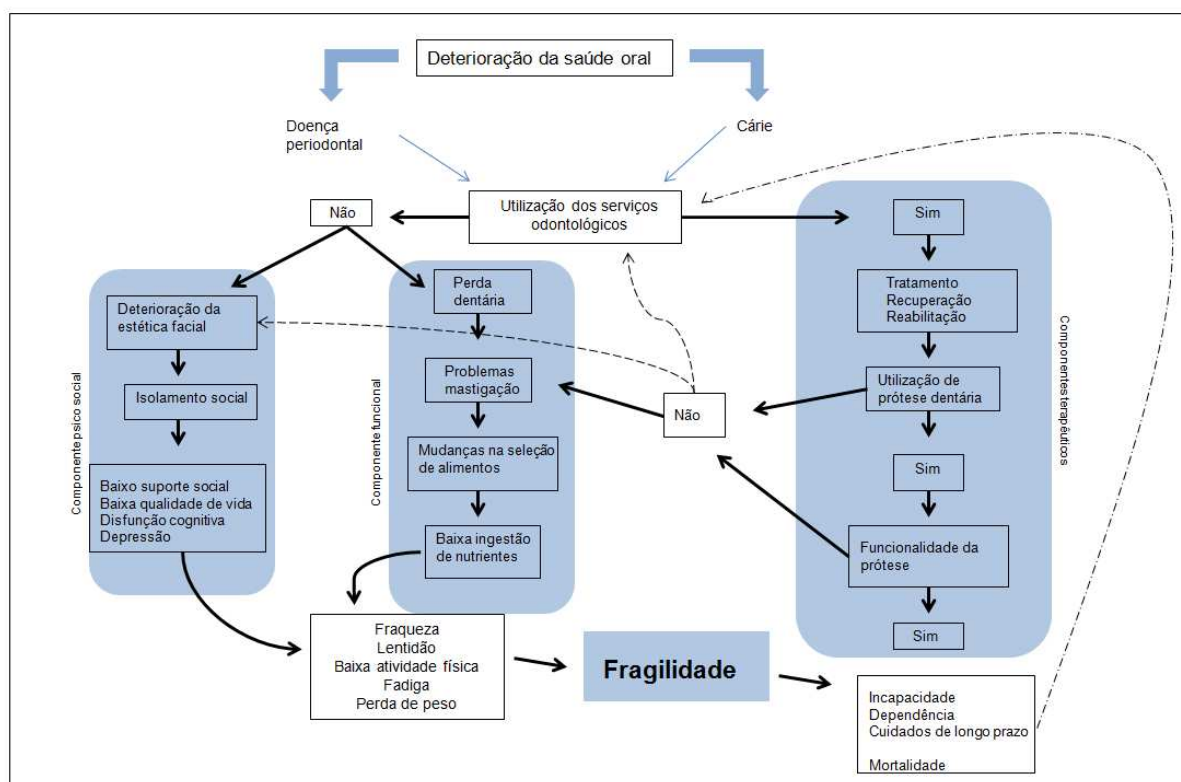 Deterioração da saúde oral
Doença
periodontal
Cárie
Utilização dos serviços
odontológicos
Não
Sim
Componente psico social
Deterioração da
estética facial
Isolamento social
Baixo suporte social
Baixa qualidade de vida
Disfunção cognitiva
Depressão
Componente funcional
Perda
dentária
Problemas
mastigação
Mudanças na seleção
de alimentos
Baixa ingestão
de nutrientes
Não
Tratamento
Recuperação
Reabilitação
Utilização de
prótese dentária
Sim
Funcionalidade da
prótese
Sim
Componentes terapêuticos
Fraqueza
Lentidão
Baixa atividade física
Fadiga
Perda de peso
Fragilidade
Incapacidade
Dependência
Cuidados de longo prazo
Mortalidade